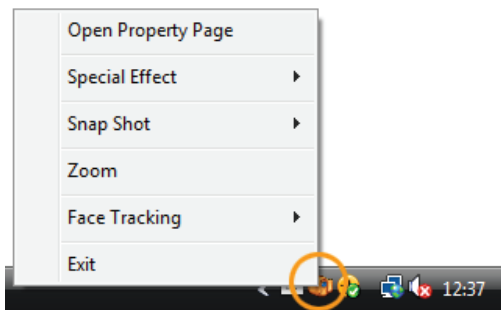 Open Property Page
Special Effect
Snap Shot
Zoom
Face Tracking
Exit
12:37